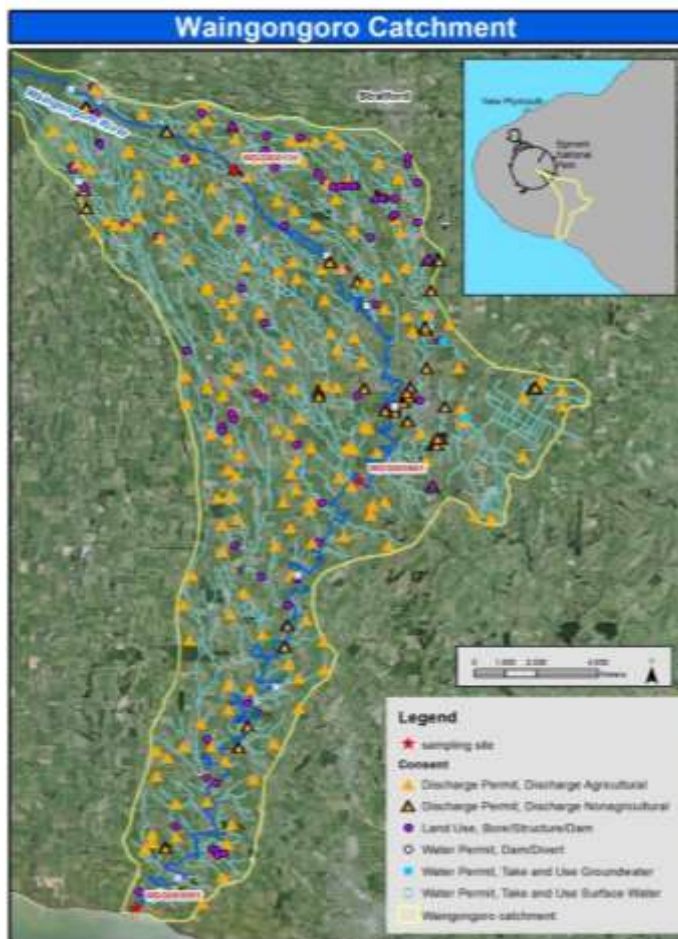 Waingongoro Catchment
Waingongoro River
Stratford
New Plymouth
Egmont
National
Park
Legend
sampling site
Consent
Discharge Permit, Discharge Agricultural
Discharge Permit, Discharge Nonagricultural
Land Use, Bore/Structure/Dam
Water Permit, Dam/Divert
Water Permit, Take and Use Groundwater
Water Permit, Take and Use Surface Water
Waingongoro catchment